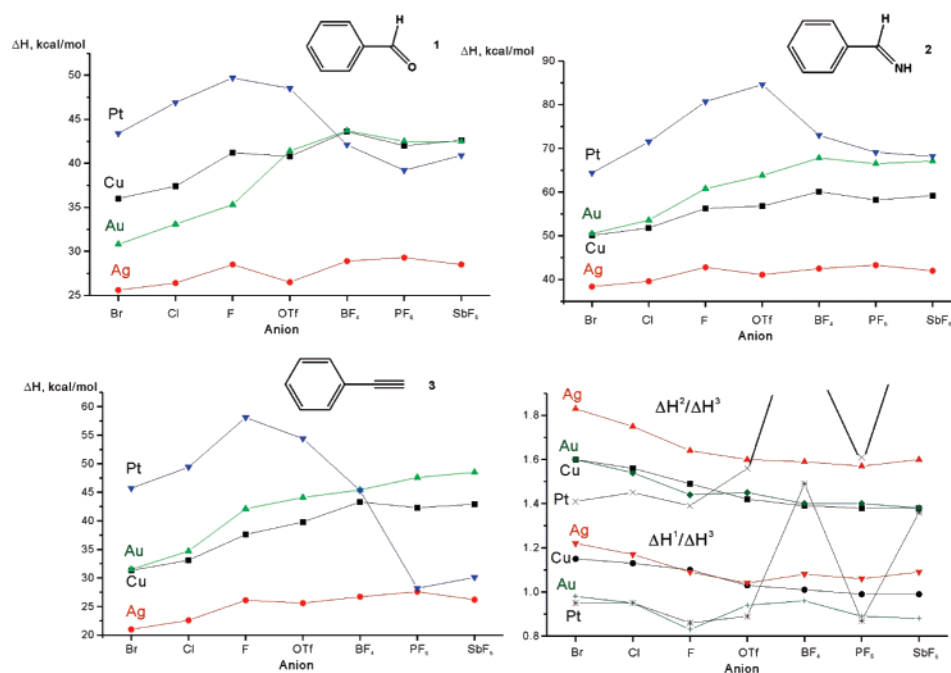 ΔH, kcal/mol
50
45
40
35
30
25
Pt
Cu
Au
Ag
H
O
1
Br
Cl
F
OTf
BF₄
PF₆
SbF₆
Anion
ΔH, kcal/mol
90
80
70
60
50
40
Pt
Au
Cu
Ag
H
NH
2
Br
Cl
F
OTf
BF₄
PF₆
SbF₆
Anion
ΔH, kcal/mol
60
55
50
45
40
35
30
25
20
Pt
Au
Cu
Ag
3
Br
Cl
F
OTf
BF₄
PF₆
SbF₆
Anion
1.8
1.6
1.4
1.2
1.0
0.8
Ag
ΔH²/ΔH³
Au
Cu
Pt
Ag
ΔH¹/ΔH³
Cu
Au
Pt
Br
Cl
F
OTf
BF₄
PF₆
SbF₆
Anion